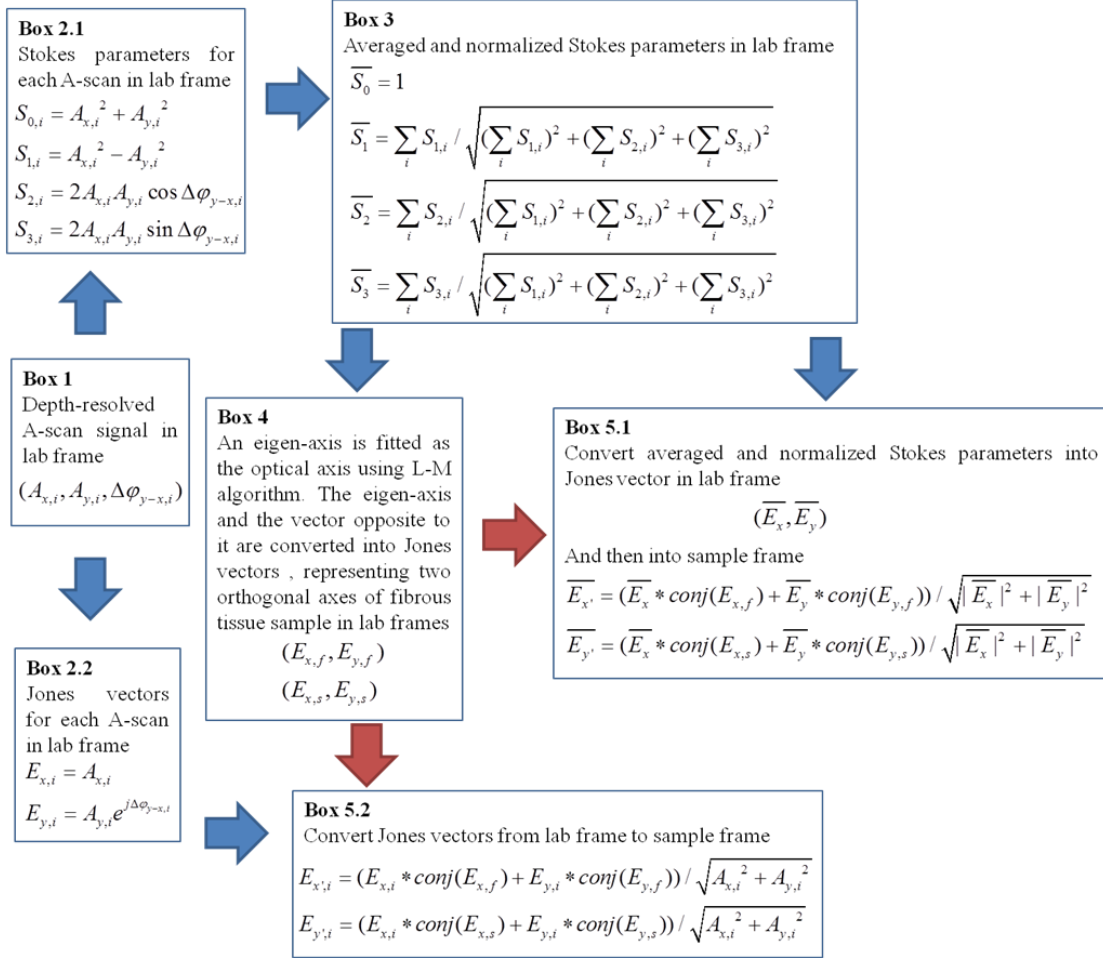 Box 2.1
Stokes parameters for
each A-scan in lab frame
S_{0,i} = A_{x,i}^2 + A_{y,i}^2
S_{1,i} = A_{x,i}^2 − A_{y,i}^2
S_{2,i} = 2A_{x,i}A_{y,i} cos Δφ_{y−x,i}
S_{3,i} = 2A_{x,i}A_{y,i} sin Δφ_{y−x,i}
Box 3
Averaged and normalized Stokes parameters in lab frame
\overline{S_0} = 1
\overline{S_1} = ∑_i S_{1,i} / √((∑_i S_{1,i})^2 + (∑_i S_{2,i})^2 + (∑_i S_{3,i})^2)
\overline{S_2} = ∑_i S_{2,i} / √((∑_i S_{1,i})^2 + (∑_i S_{2,i})^2 + (∑_i S_{3,i})^2)
\overline{S_3} = ∑_i S_{3,i} / √((∑_i S_{1,i})^2 + (∑_i S_{2,i})^2 + (∑_i S_{3,i})^2)
Box 1
Depth-resolved
A-scan signal in
lab frame
(A_{x,i}, A_{y,i}, Δφ_{y−x,i})
Box 4
An eigen-axis is fitted as
the optical axis using L-M
algorithm. The eigen-axis
and the vector opposite to
it are converted into Jones
vectors , representing two
orthogonal axes of fibrous
tissue sample in lab frames
(E_{x,f}, E_{y,f})
(E_{x,s}, E_{y,s})
Box 5.1
Convert averaged and normalized Stokes parameters into
Jones vector in lab frame
(\overline{E_x}, \overline{E_y})
And then into sample frame
\overline{E_{x'}} = (\overline{E_x} * conj(E_{x,f}) + \overline{E_y} * conj(E_{y,f})) / √(|\overline{E_x}|^2 + |\overline{E_y}|^2)
\overline{E_{y'}} = (\overline{E_x} * conj(E_{x,s}) + \overline{E_y} * conj(E_{y,s})) / √(|\overline{E_x}|^2 + |\overline{E_y}|^2)
Box 2.2
Jones vectors
for each A-scan
in lab frame
E_{x,i} = A_{x,i}
E_{y,i} = A_{y,i}e^{jΔφ_{y−x,i}}
Box 5.2
Convert Jones vectors from lab frame to sample frame
E_{x',i} = (E_{x,i} * conj(E_{x,f}) + E_{y,i} * conj(E_{y,f})) / √(A_{x,i}^2 + A_{y,i}^2)
E_{y',i} = (E_{x,i} * conj(E_{x,s}) + E_{y,i} * conj(E_{y,s})) / √(A_{x,i}^2 + A_{y,i}^2)